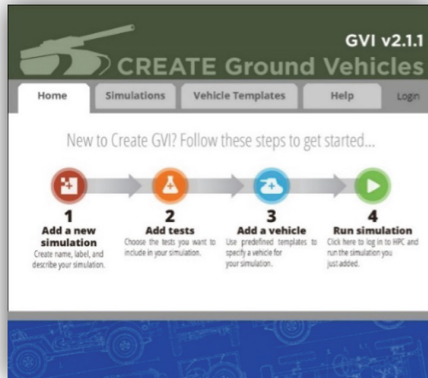 GVI v2.1.1
CREATE Ground Vehicles
Home Simulations Vehicle Templates Help Login
New to Create GVI? Follow these steps to get started...
1 2 3 4
Add a new Add tests Add a vehicle Run simulation
simulation
Create name, label, and
describe your simulation.
Choose the tests you want to
include in your simulation.
Use predefined templates to
specify a vehicle for
your simulation.
Click here to log in to HPC and
run the simulation you
just added.